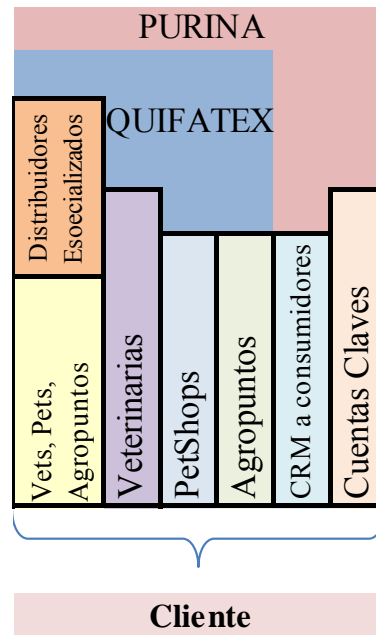 PURINA
QUIFATEX
Distribuidores
Esoecializados
Vets, Pets,
Agropuntos
Veterinarias
PetShops
Agropuntos
CRM a consumidores
Cuentas Claves
Cliente